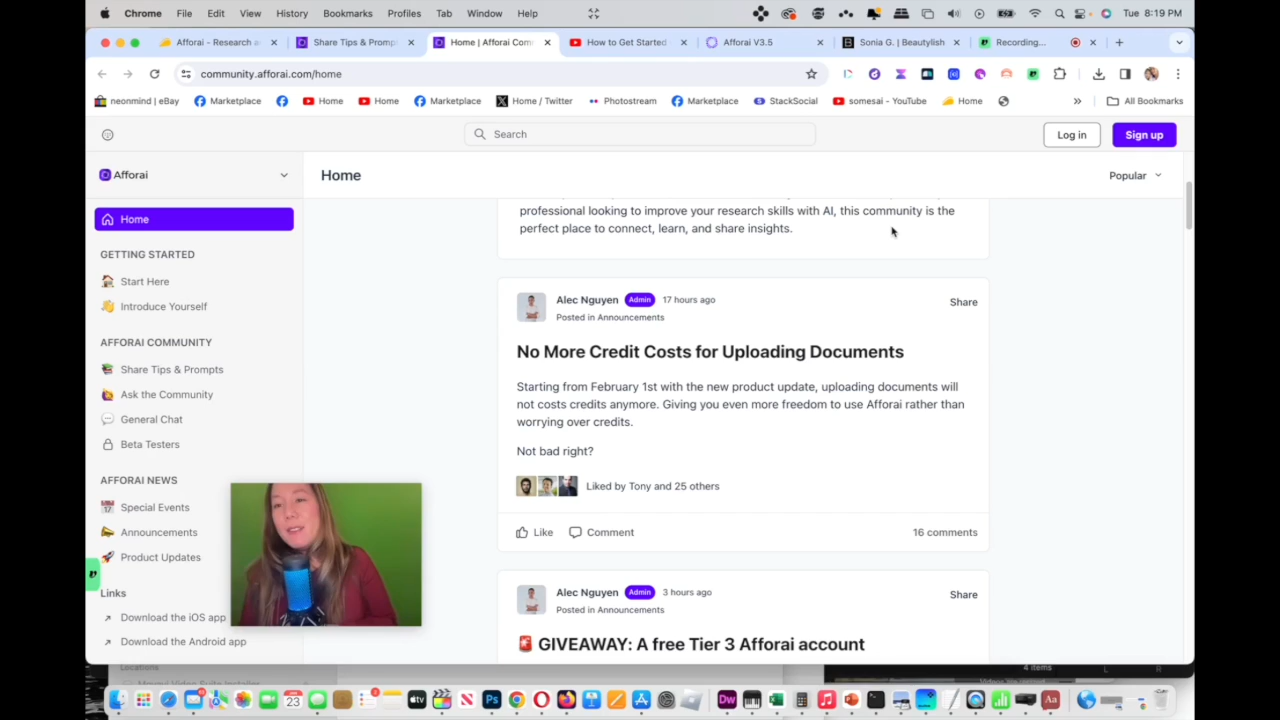 Chrome File Edit View History Bookmarks Profiles Tab Window Help Tue 8:19 PM
Afforai - Research a Share Tips & Promp Home | Afforai Com How to Get Started Afforai V3.5 Sonia G. | Beautylish Recording...
community.afforai.com/home
neonmind | eBay Marketplace Home Home Marketplace Home / Twitter Photostream Marketplace StackSocial somesai - YouTube Home All Bookmarks
Search
Log in
Sign up
Afforai
Home
Popular
Home
GETTING STARTED
Start Here
Introduce Yourself
AFFORAI COMMUNITY
Share Tips & Prompts
Ask the Community
General Chat
Beta Testers
AFFORAI NEWS
Special Events
Announcements
Product Updates
Links
Download the iOS app
Download the Android app
professional looking to improve your research skills with AI, this community is the
perfect place to connect, learn, and share insights.
Alec Nguyen Admin 17 hours ago
Share
Posted in Announcements
No More Credit Costs for Uploading Documents
Starting from February 1st with the new product update, uploading documents will
not costs credits anymore. Giving you even more freedom to use Afforai rather than
worrying over credits.
Not bad right?
Liked by Tony and 25 others
Like Comment 16 comments
Alec Nguyen Admin 3 hours ago
Share
Posted in Announcements
🚨 GIVEAWAY: A free Tier 3 Afforai account
4 items